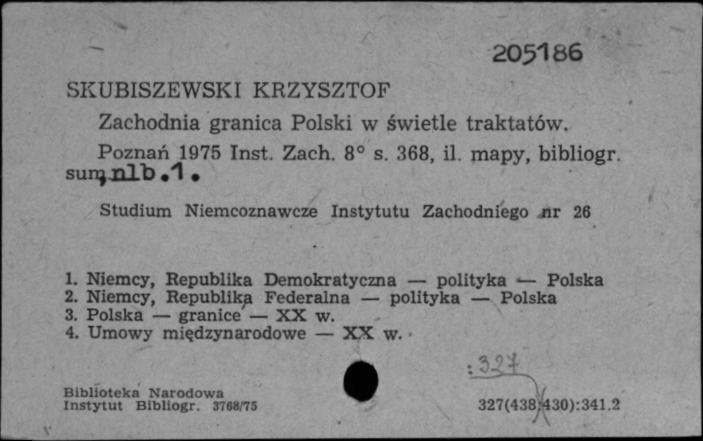 205186
SKUBISZEWSKI KRZYSZTOF
Zachodnia granica Polski w świetle traktatów.
Poznań 1975 Inst. Zach. 8° s. 368, il. mapy, bibliogr.
sum, nlb.1.
Studium Niemcoznawcze Instytutu Zachodniego nr 26
1. Niemcy, Republika Demokratyczna — polityka — Polska
2. Niemcy, Republika Federalna — polityka — Polska
3. Polska — granice — XX w.
4. Umowy międzynarodowe — XX w.
:327
Biblioteka Narodowa
Instytut Bibliogr. 3768/75
327(438:430):341.2